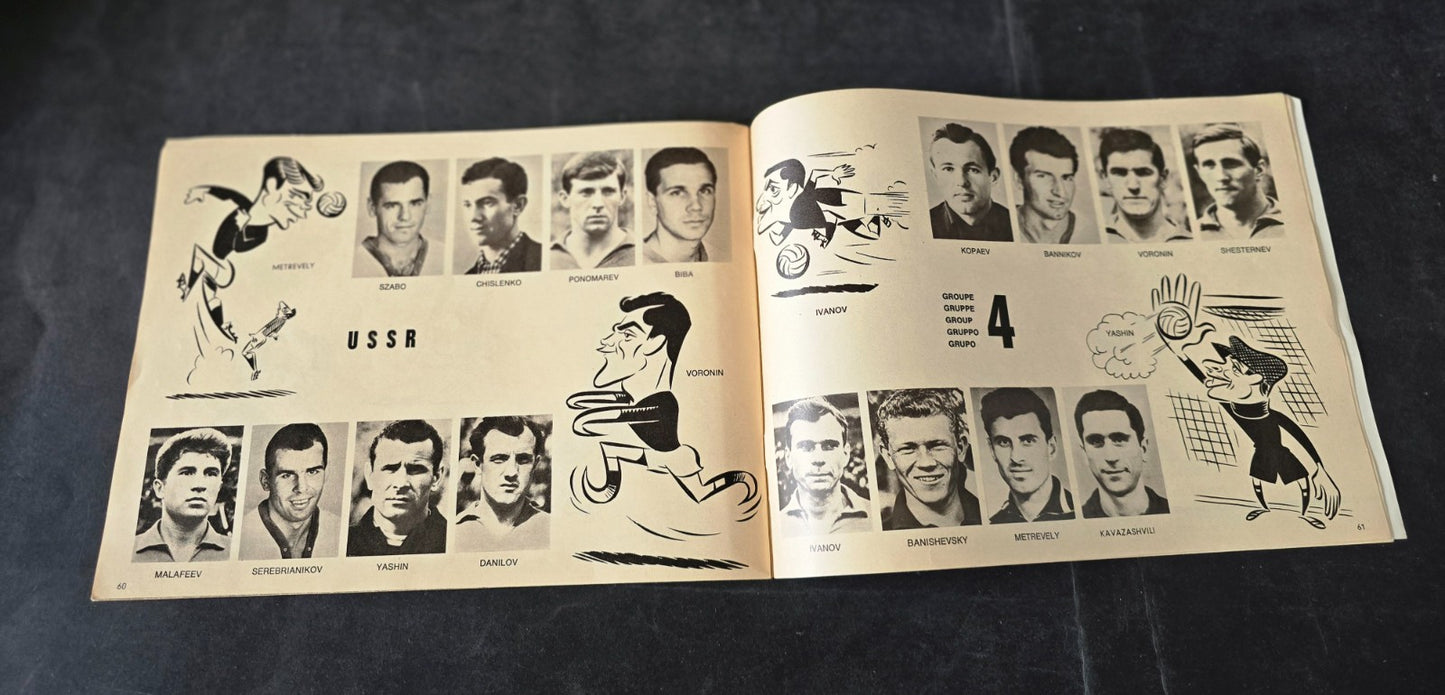 METREVELY
SZABO
CHISLENKO
PONOMAREV
BIBA
USSR
VORONIN
MALAFEEV
SEREBRIANIKOV
YASHIN
DANILOV
60
IVANOV
KOPAEV
BANNIKOV
VORONIN
SHESTERNEV
GROUPE
GRUPPE
GROUP
GRUPPO
GRUPO
4
YASHIN
IVANOV
BANISHEVSKY
METREVELY
KAVAZASHVILI
61